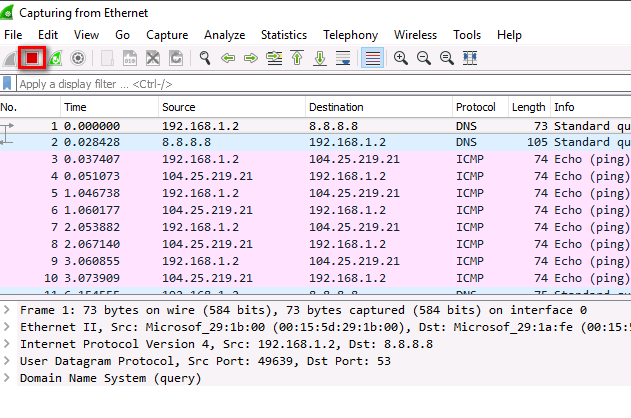 Capturing from Ethernet
File Edit View Go Capture Analyze Statistics Telephony Wireless Tools Help
Apply a display filter ... <Ctrl-/>
No. Time Source Destination Protocol Length Info
1 0.000000 192.168.1.2 8.8.8.8 DNS 73 Standard qu
2 0.028428 8.8.8.8 192.168.1.2 DNS 105 Standard qu
3 0.037407 192.168.1.2 104.25.219.21 ICMP 74 Echo (ping)
4 0.051073 104.25.219.21 192.168.1.2 ICMP 74 Echo (ping)
5 1.046738 192.168.1.2 104.25.219.21 ICMP 74 Echo (ping)
6 1.060177 104.25.219.21 192.168.1.2 ICMP 74 Echo (ping)
7 2.053882 192.168.1.2 104.25.219.21 ICMP 74 Echo (ping)
8 2.067140 104.25.219.21 192.168.1.2 ICMP 74 Echo (ping)
9 3.060855 192.168.1.2 104.25.219.21 ICMP 74 Echo (ping)
10 3.073909 104.25.219.21 192.168.1.2 ICMP 74 Echo (ping)
Frame 1: 73 bytes on wire (584 bits), 73 bytes captured (584 bits) on interface 0
Ethernet II, Src: Microsof_29:1b:00 (00:15:5d:29:1b:00), Dst: Microsof_29:1a:fe (00:15:5
Internet Protocol Version 4, Src: 192.168.1.2, Dst: 8.8.8.8
User Datagram Protocol, Src Port: 49639, Dst Port: 53
Domain Name System (query)